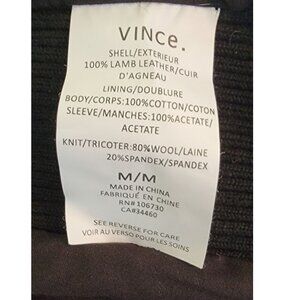 VINce.
SHELL/EXTERIEUR
100% LAMB LEATHER/CUIR
D'AGNEAU
LINING/DOUBLURE
BODY/CORPS:100%COTTON/COTON
SLEEVE/MANCHES:100%ACETATE/
ACETATE
KNIT/TRICOTER:80%WOOL/LAINE
20%SPANDEX/SPANDEX
M/M
MADE IN CHINA
FABRIQUÉ EN CHINE
RN#106730
CA#34460
SEE REVERSE FOR CARE
VOIR AU VERSO POUR LES SOINS